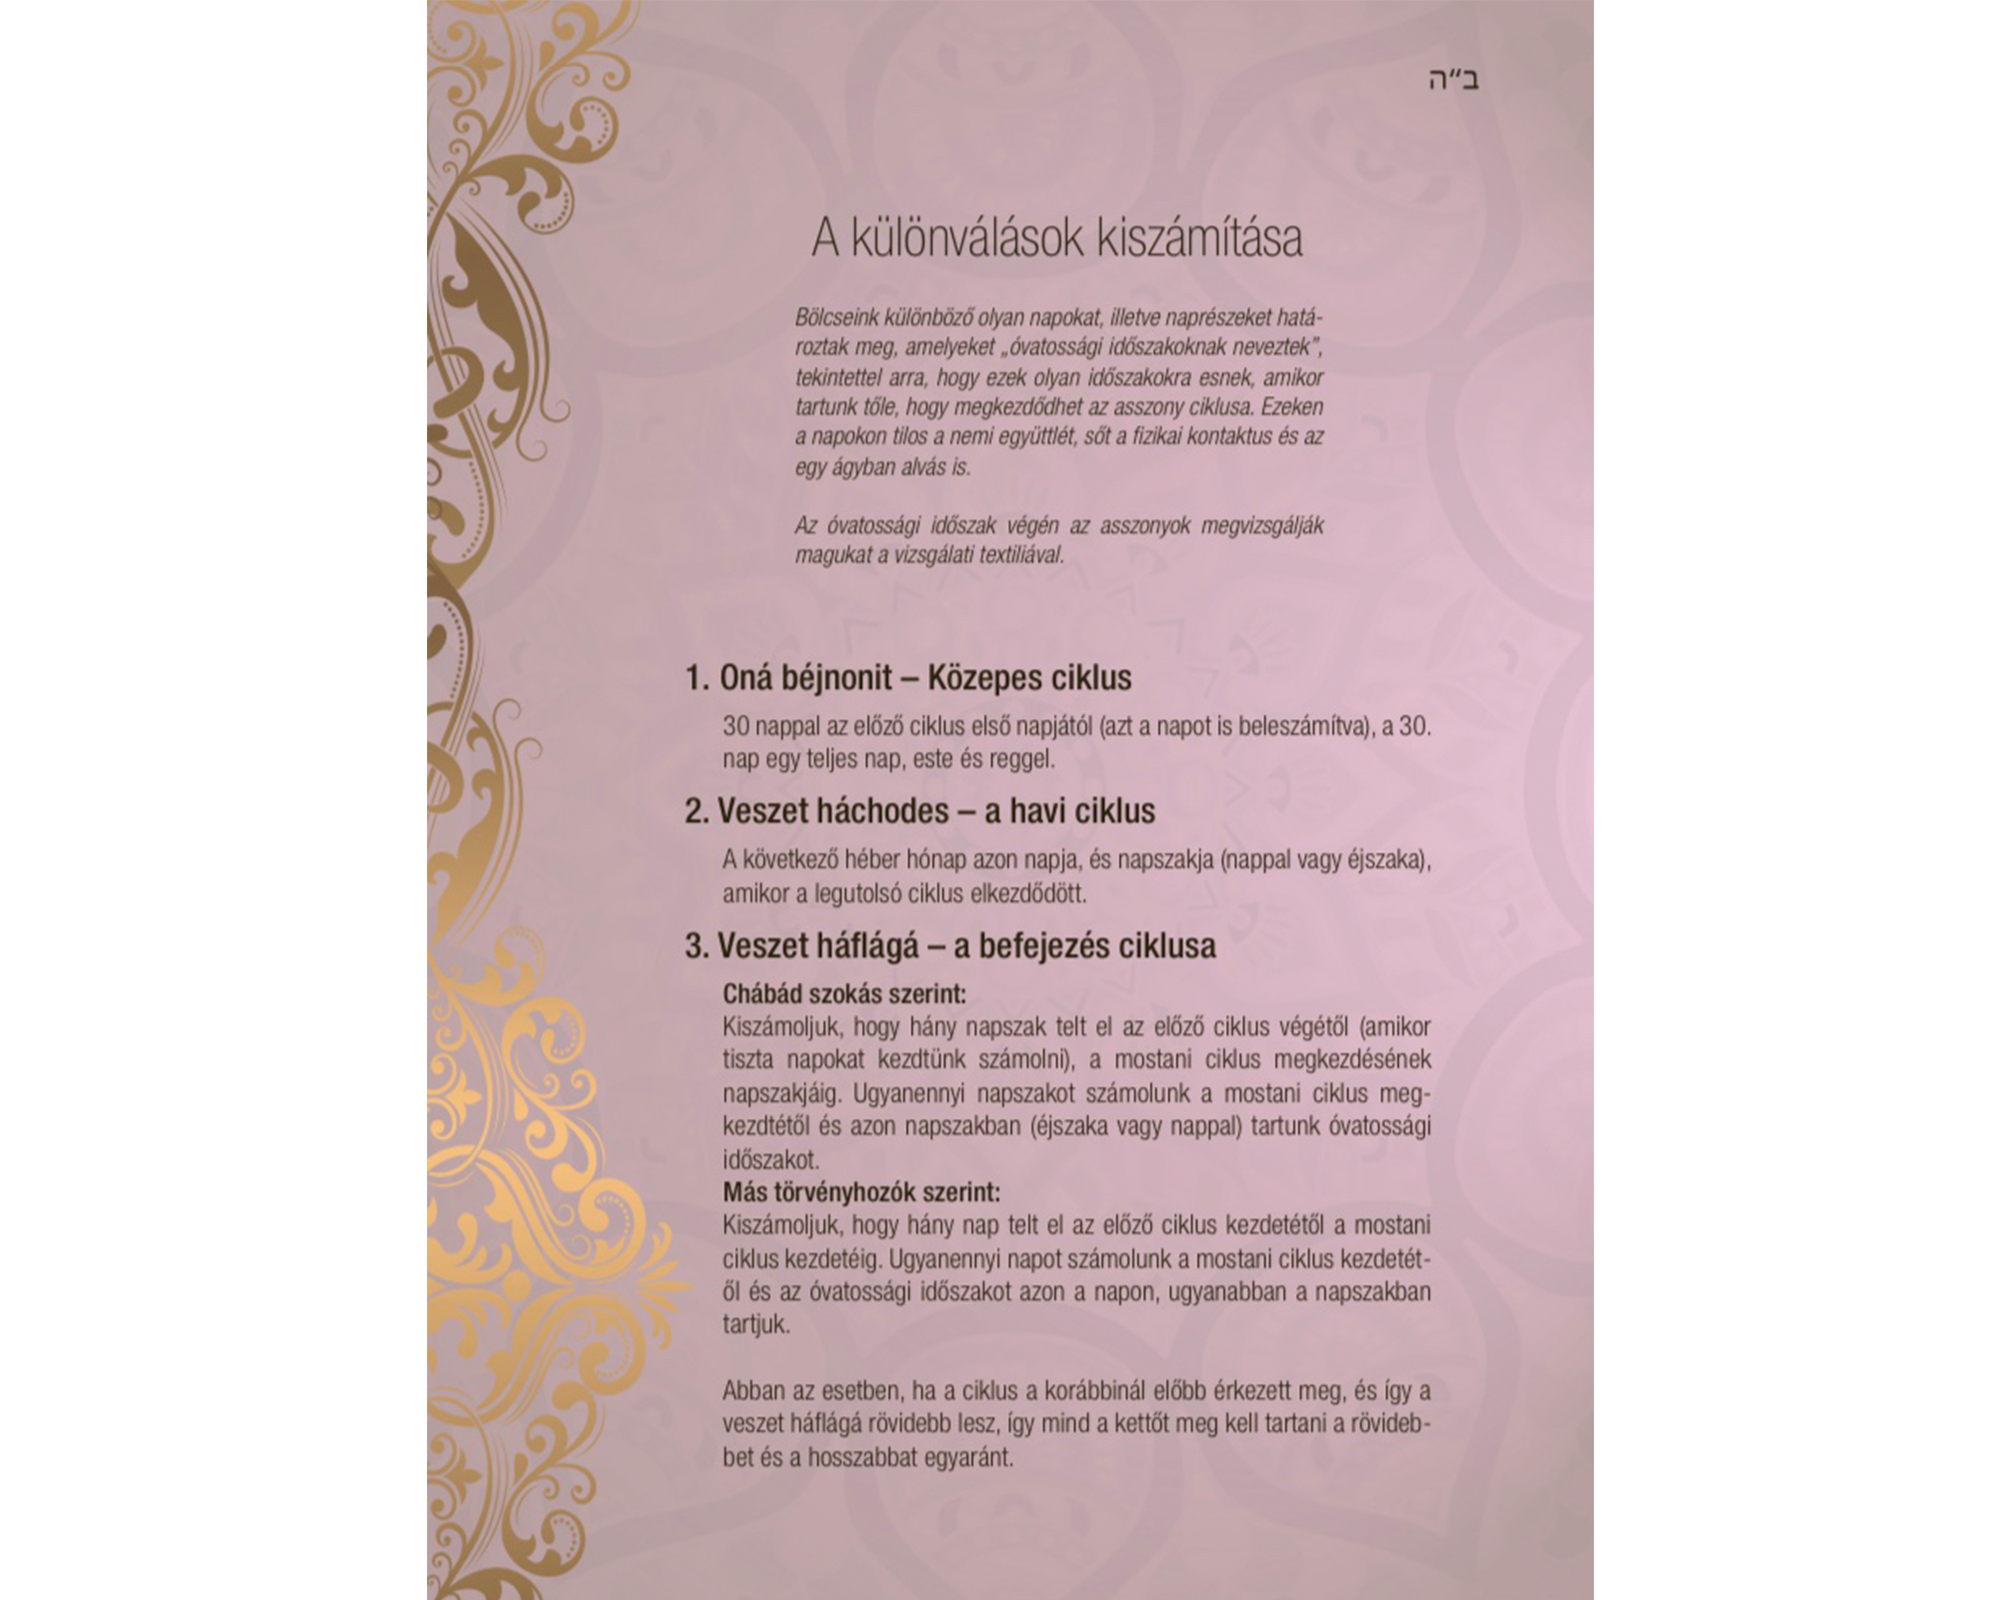 ב״ה
A különválások kiszámítása
Bölcseink különböző olyan napokat, illetve naprészeket hatá-
roztak meg, amelyeket „óvatossági időszakoknak neveztek”,
tekintettel arra, hogy ezek olyan időszakokra esnek, amikor
tartunk tőle, hogy megkezdődhet az asszony ciklusa. Ezeken
a napokon tilos a nemi együttlét, sőt a fizikai kontaktus és az
egy ágyban alvás is.
Az óvatossági időszak végén az asszonyok megvizsgálják
magukat a vizsgálati textiliával.
1. Oná béjnonit – Közepes ciklus
30 nappal az előző ciklus első napjától (azt a napot is beleszámítva), a 30.
nap egy teljes nap, este és reggel.
2. Veszet háchodes – a havi ciklus
A következő héber hónap azon napja, és napszakja (nappal vagy éjszaka),
amikor a legutolsó ciklus elkezdődött.
3. Veszet háflágá – a befejezés ciklusa
Chábád szokás szerint:
Kiszámoljuk, hogy hány napszak telt el az előző ciklus végétől (amikor
tiszta napokat kezdtünk számolni), a mostani ciklus megkezdésének
napszakjáig. Ugyanennyi napszakot számolunk a mostani ciklus meg-
kezdtétől és azon napszakban (éjszaka vagy nappal) tartunk óvatossági
időszakot.
Más törvényhozók szerint:
Kiszámoljuk, hogy hány nap telt el az előző ciklus kezdetétől a mostani
ciklus kezdetéig. Ugyanennyi napot számolunk a mostani ciklus kezdetét-
ől és az óvatossági időszakot azon a napon, ugyanabban a napszakban
tartjuk.
Abban az esetben, ha a ciklus a korábbinál előbb érkezett meg, és így a
veszet háflágá rövidebb lesz, így mind a kettőt meg kell tartani a rövideb-
bet és a hosszabbat egyaránt.